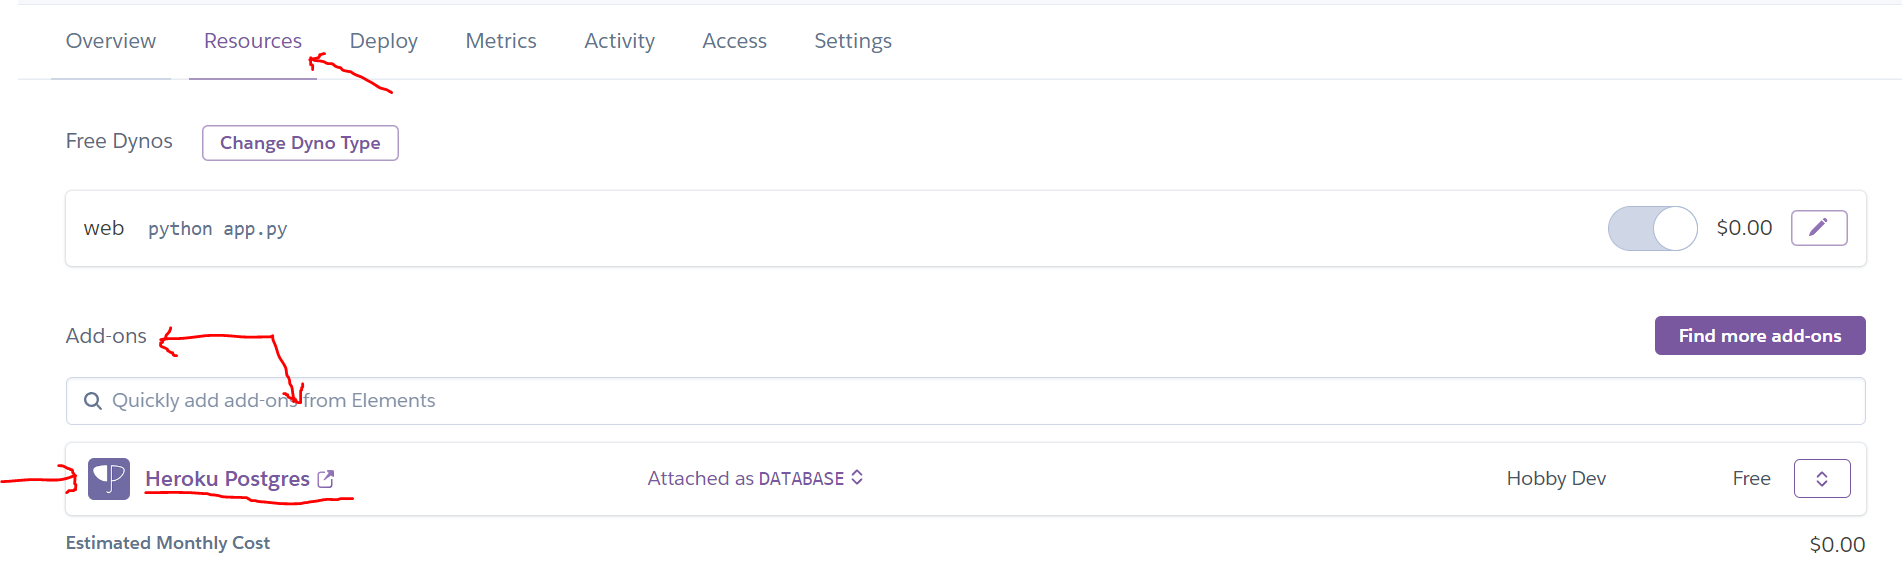 Overview Resources Deploy Metrics Activity Access Settings
Free Dynos Change Dyno Type
web python app.py $0.00
Add-ons Find more add-ons
Quickly add add-ons from Elements
Heroku Postgres Attached as DATABASE Hobby Dev Free
Estimated Monthly Cost $0.00